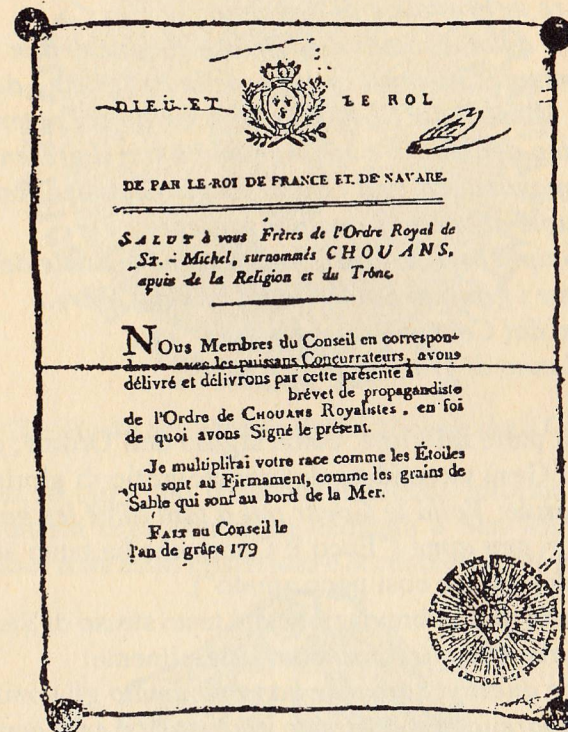 DIEU ET LE ROI
DE PAR LE ROI DE FRANCE ET DE NAVARE.
SALUT à vous Frères de l'Ordre Royal de
ST. - Michel, surnommés CHOUANS,
apuis de la Religion et du Trône.
NOUS Membres du Conseil en correspon-
dance avec les puissans Concurrateurs, avons
délivré et délivrons par cette présente à
brévet de propagandiste
de l'Ordre de CHOUANS Royalistes, en foi
de quoi avons Signé le présent.
Je multiplirai votre race comme les Étoiles
qui sont au Firmament, comme les grains de
Sable qui sont au bord de la Mer.
FAIT au Conseil le
l'an de grâce 179